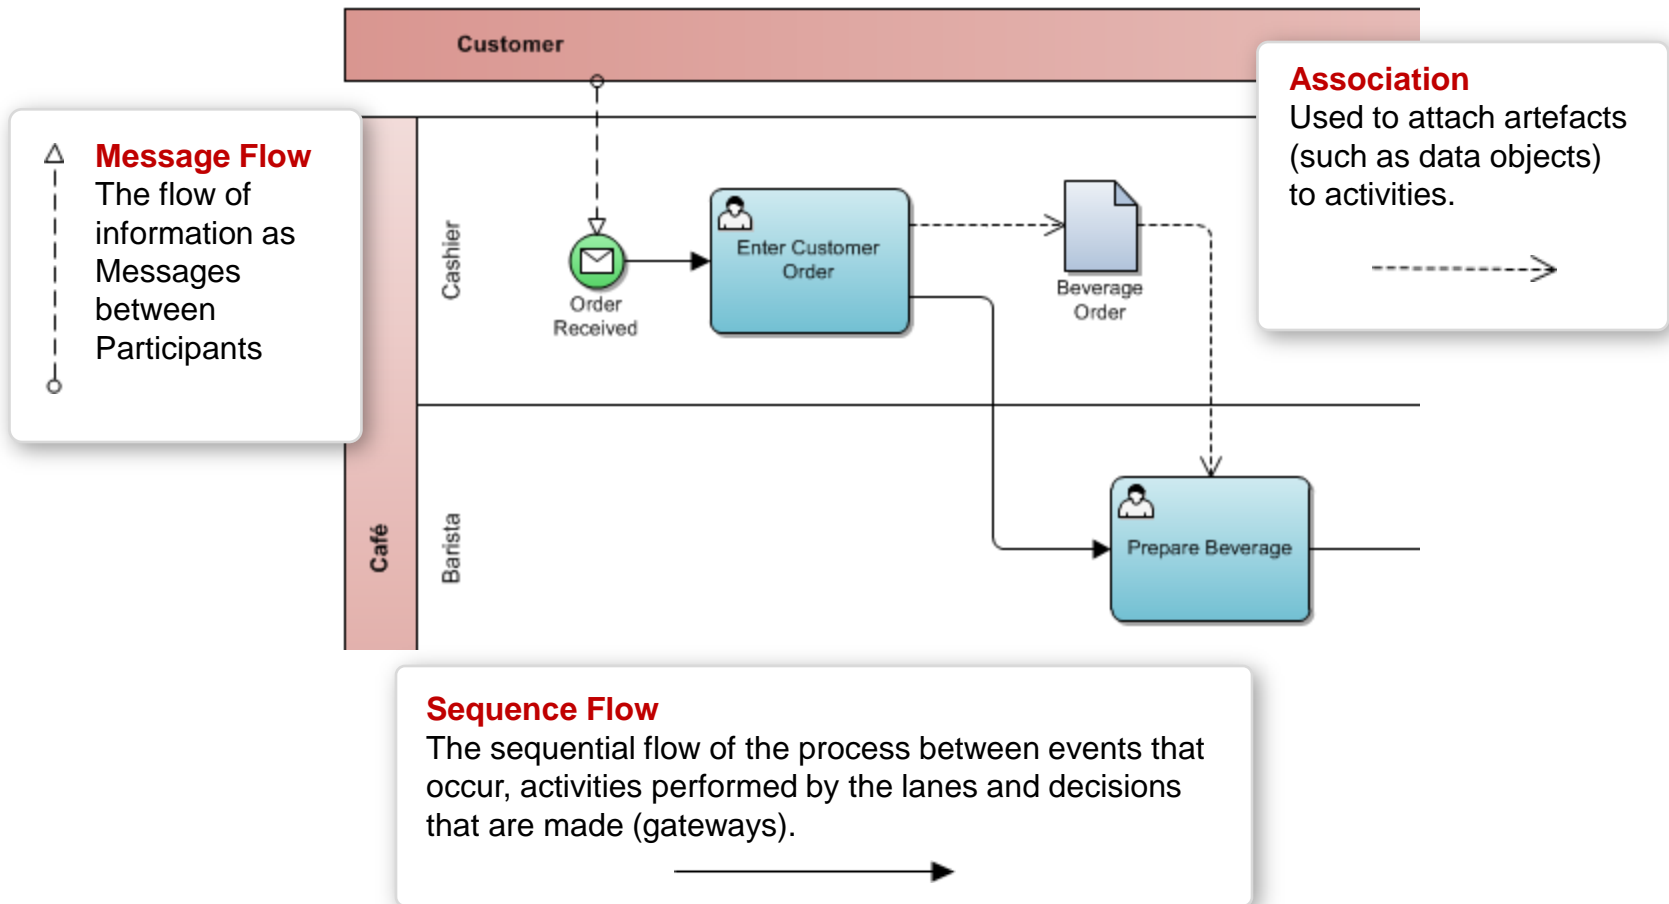 Customer
Message Flow
The flow of
information as
Messages
between
Participants
Association
Used to attach artefacts
(such as data objects)
to activities.
Café
Cashier
Order
Received
Enter Customer
Order
Beverage
Order
Barista
Prepare Beverage
Sequence Flow
The sequential flow of the process between events that
occur, activities performed by the lanes and decisions
that are made (gateways).